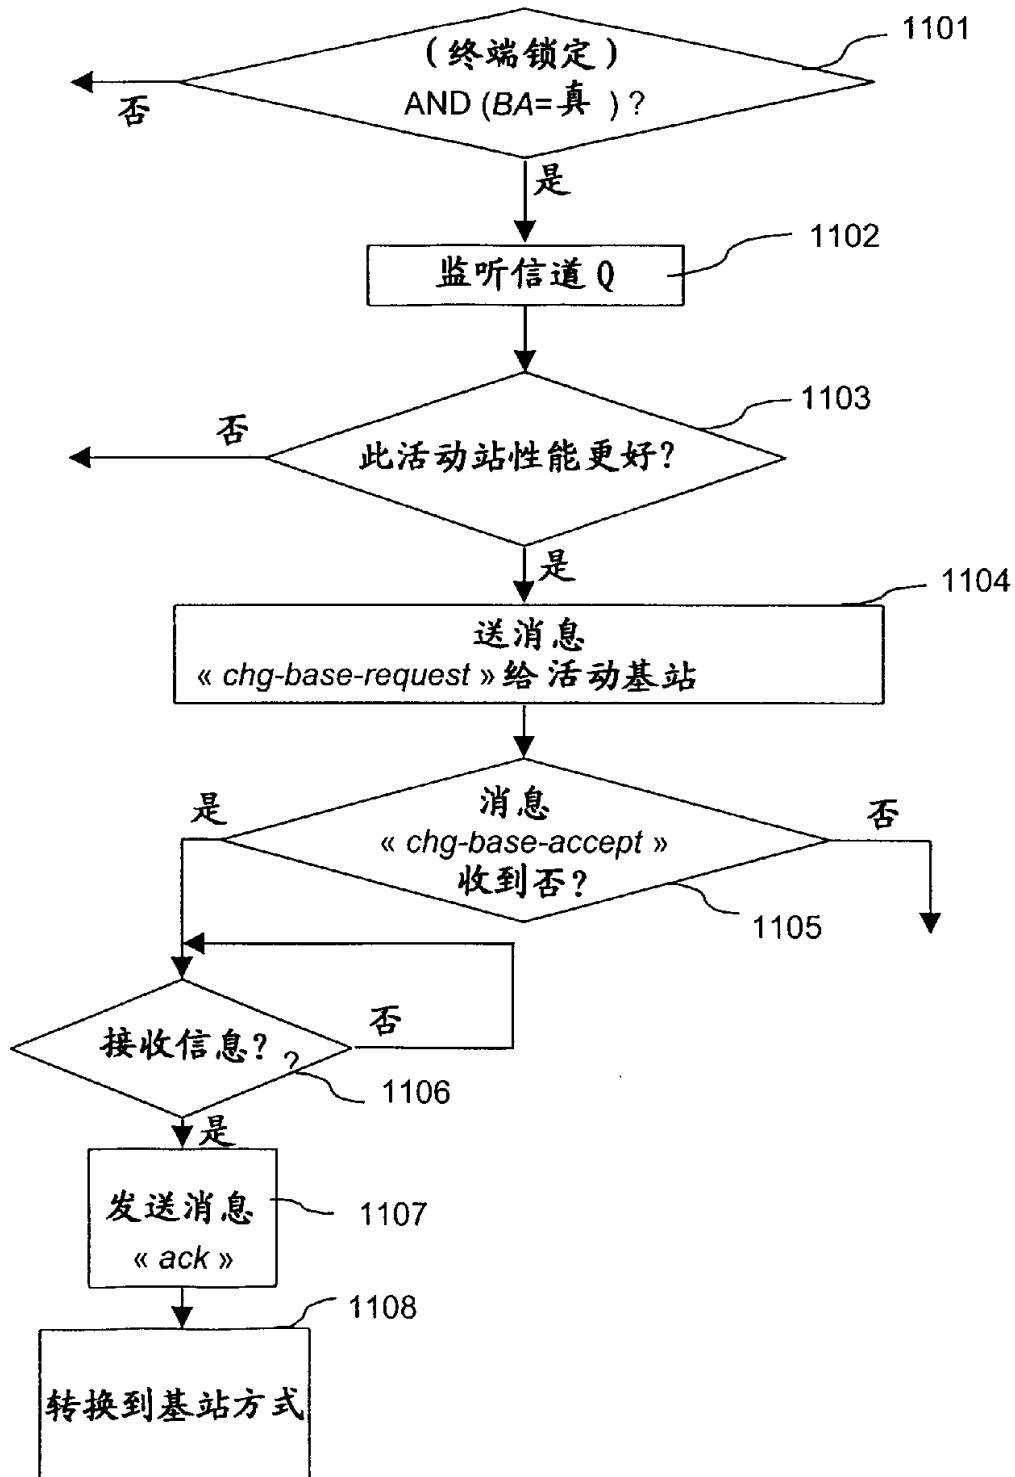 1101
(终端锁定)
AND (BA=真 ) ?
否
是
1102
监听信道 Q
1103
否
此活动站性能更好?
是
1104
送消息
« chg-base-request » 给活动基站
是
消息
否
« chg-base-accept »
收到否?
1105
接收信息? ?
否
1106
是
发送消息
1107
« ack »
1108
转换到基站方式